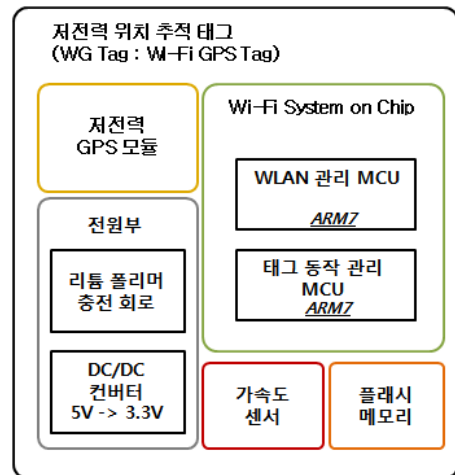 저전력 위치 추적 태그
(WG Tag : Wi-Fi GPS Tag)
저전력
GPS 모듈
Wi-Fi System on Chip
WLAN 관리 MCU
ARM7
태그 동작 관리
MCU
ARM7
전원부
리튬 폴리머
충전 회로
DC/DC
컨버터
5V -> 3.3V
가속도
센서
플래시
메모리